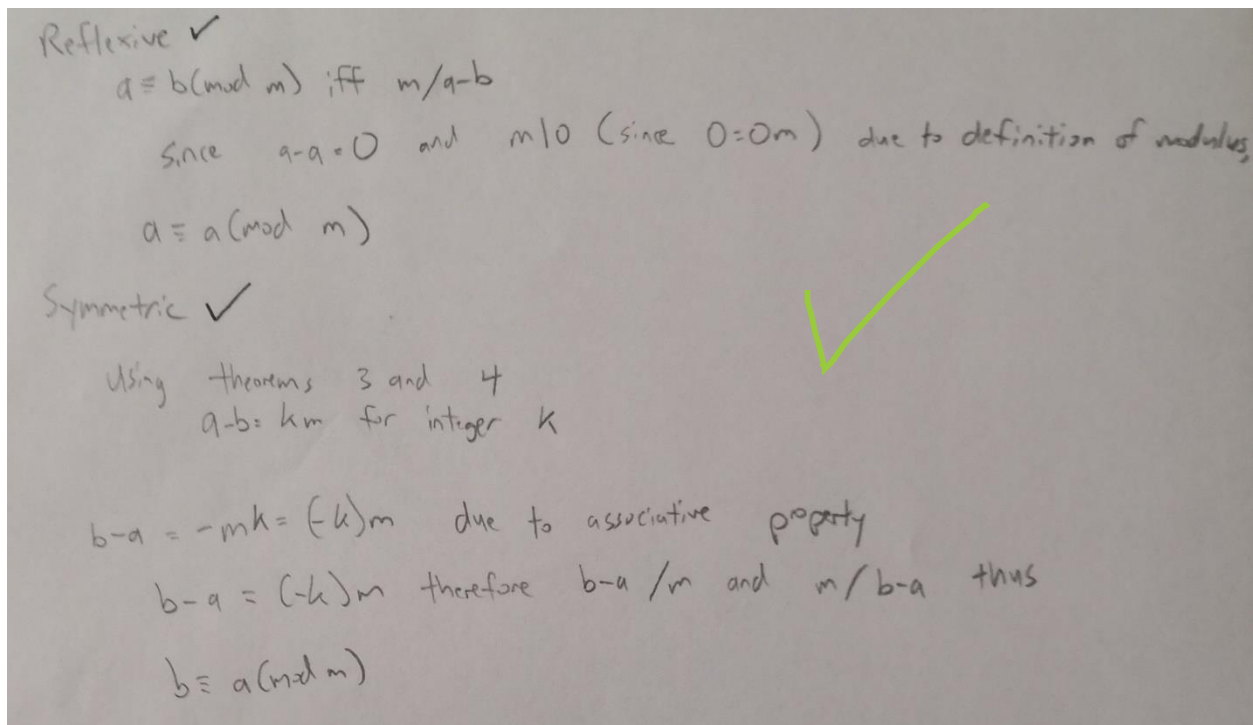 Reflexive ✓
a ≡ b(mod m) iff m/a-b
since a-a=0 and m|0 (since 0=0m) due to definition of modulus,
a ≡ a(mod m)
Symmetric ✓
Using theorems 3 and 4
a-b= km for integer k
b-a = -mk = (-k)m due to associative property
b-a = (-k)m therefore b-a /m and m/b-a thus
b≡ a(mod m)